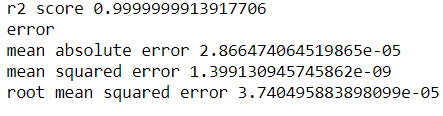 r2 score 0.9999999913917706
error
mean absolute error 2.866474064519865e-05
mean squared error 1.399130945745862e-09
root mean squared error 3.740495883898099e-05